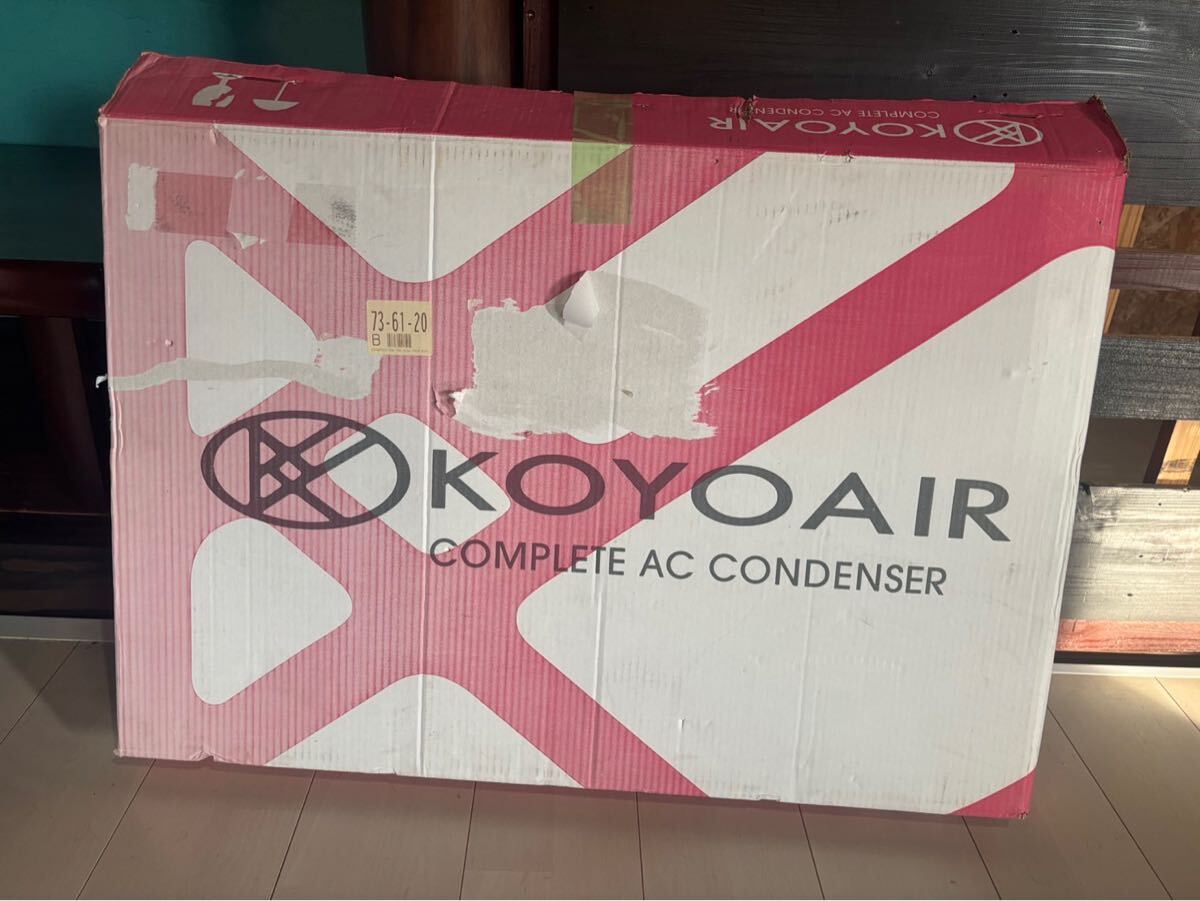 KOYOAIR
COMPLETE AC CONDENSER
73-61-20
B
KOYOAIR
COMPLETE AC CONDENSER